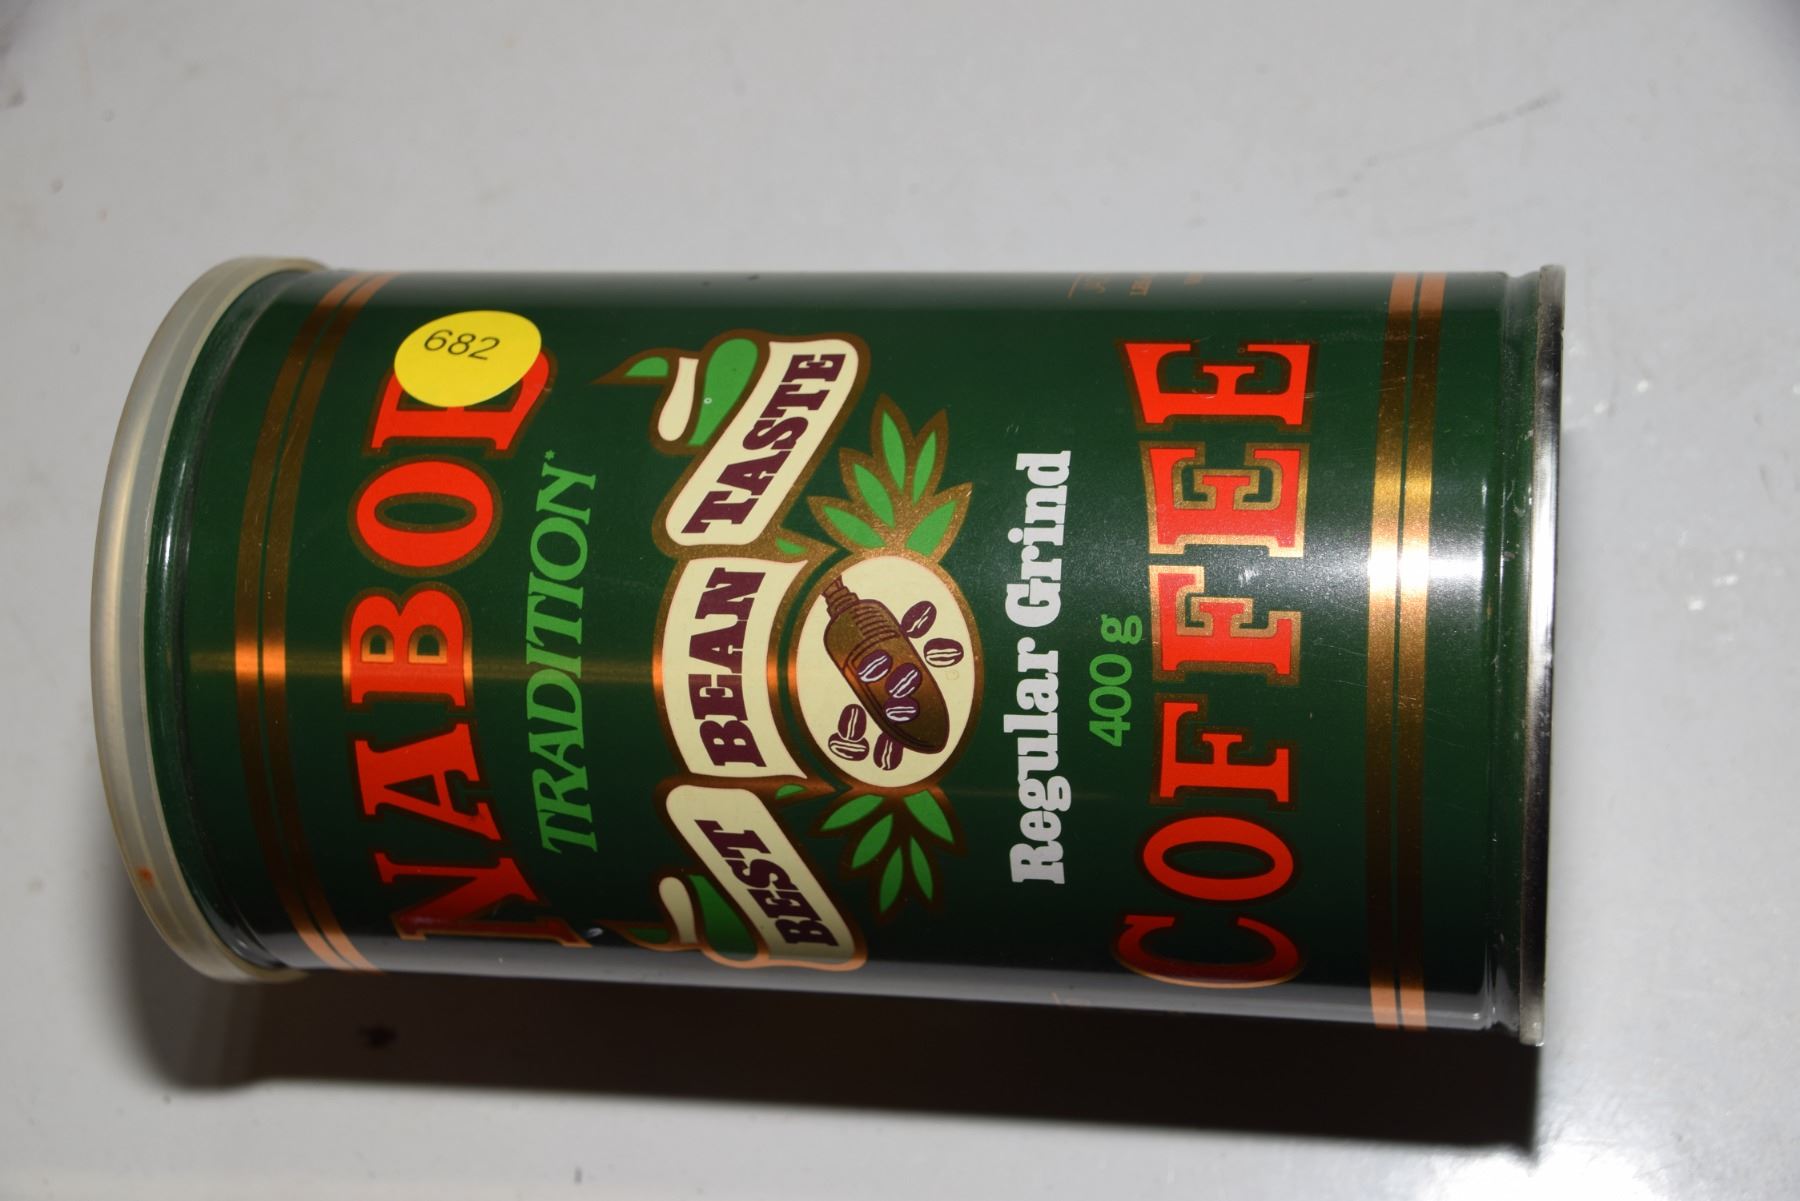 NABOB
682
TRADITION*
BEST BEAN TASTE
Regular Grind
400 g
COFFEE